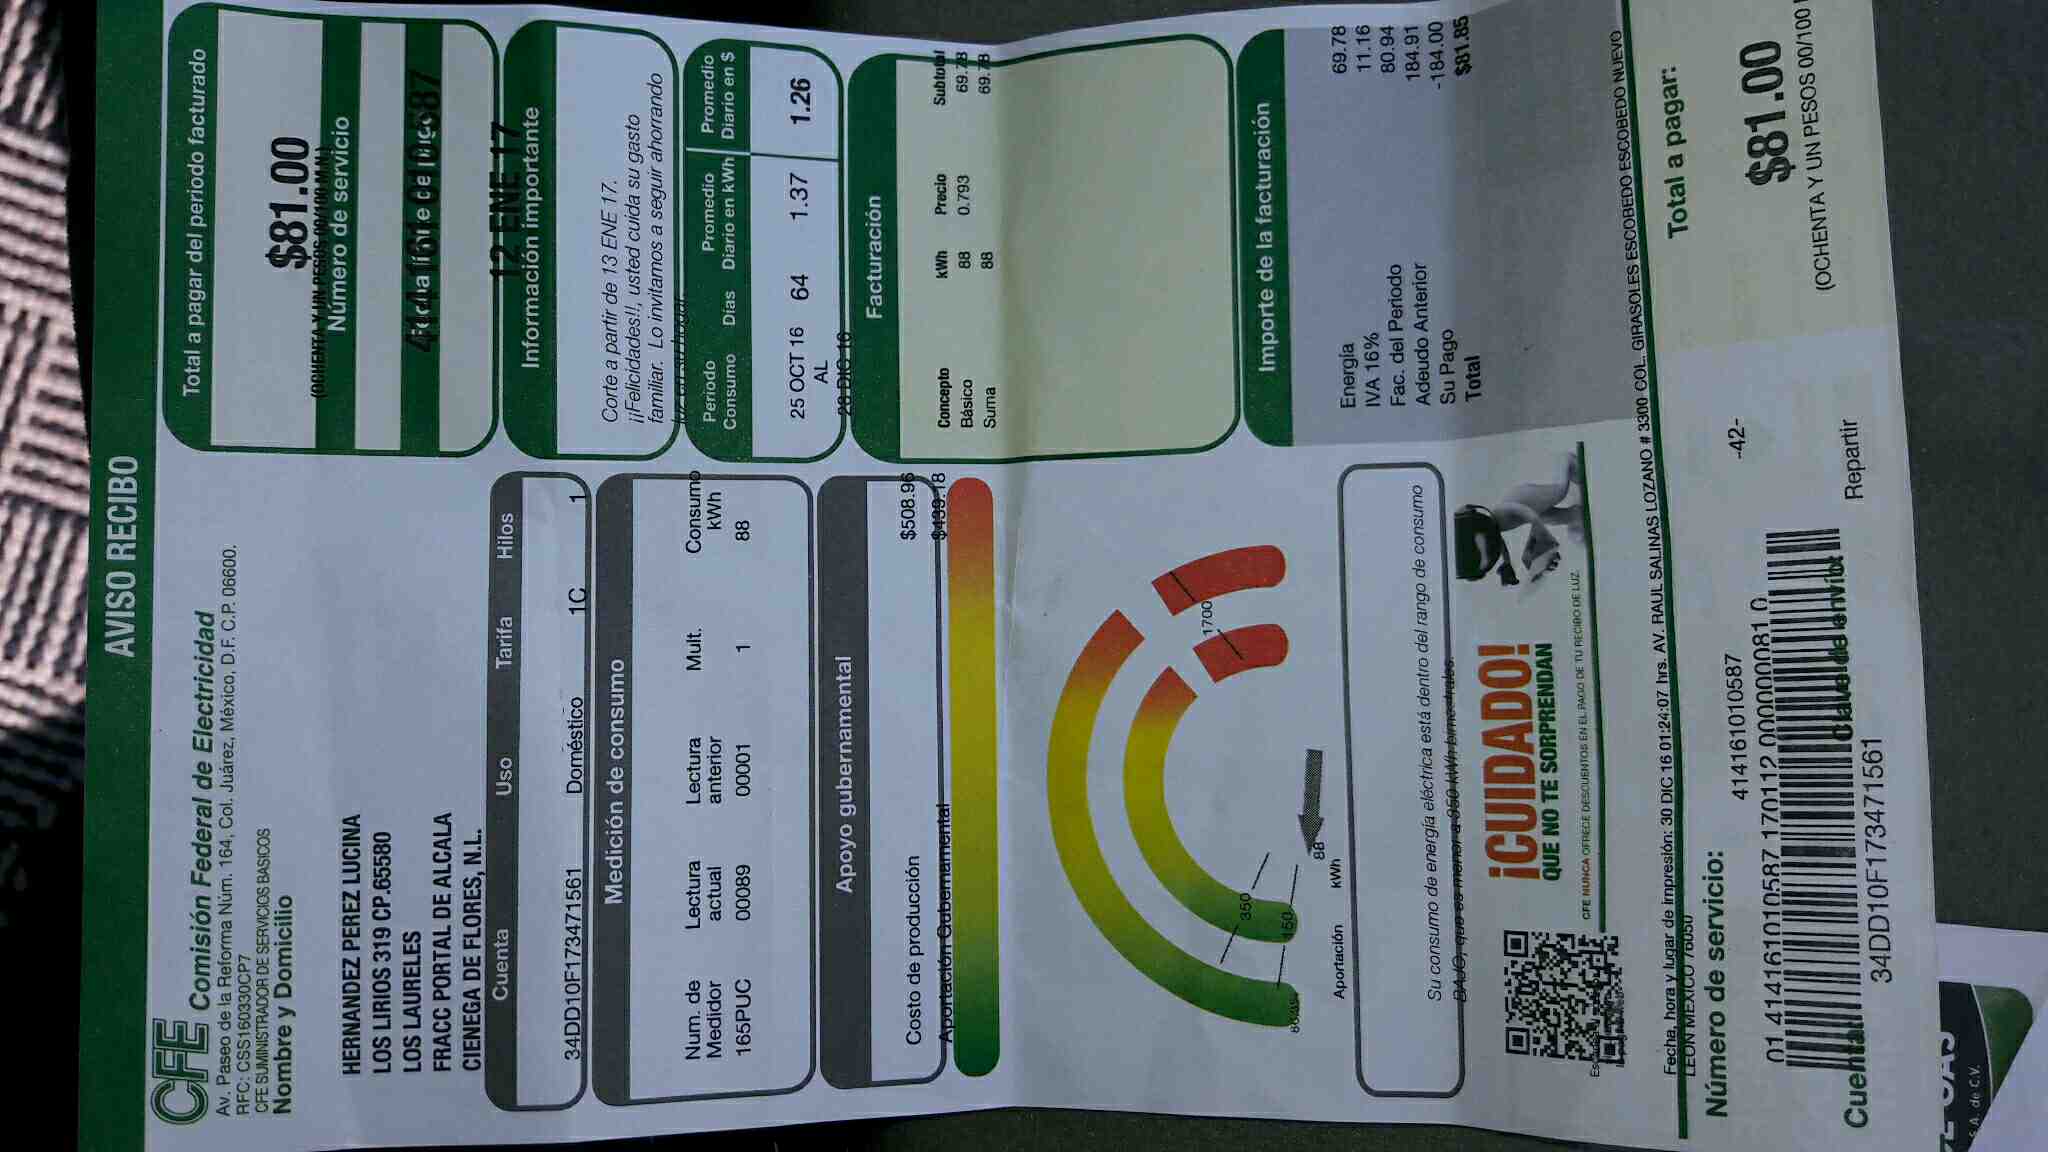 AVISO RECIBO
CFE Comisión Federal de Electricidad
Av. Paseo de la Reforma Núm. 164, Col. Juárez, México, D.F. C.P. 06600.
RFC: CSS160330CP7
CFE SUMINISTRADOR DE SERVICIOS BASICOS
Nombre y Domicilio
HERNANDEZ PEREZ LUCINA
LOS LIRIOS 319 CP.65580
LOS LAURELES
FRACC PORTAL DE ALCALA
CIENEGA DE FLORES, N.L.
Total a pagar del periodo facturado
$81.00
(OCHENTA Y UN PESOS 00/100 M.N.)
Número de servicio
12 ENE 17
Información importante
Corte a partir de 13 ENE 17.
¡¡Felicidades!!, usted cuida su gasto
familiar. Lo invitamos a seguir ahorrando
Cuenta Uso Tarifa Hilos
34DD10F173471561 Doméstico 1C 1
Medición de consumo
Num. de Medidor Lectura actual Lectura anterior Mult. Consumo kWh
165PUC 00089 00001 1 88
Periodo Consumo Días Promedio Diario en kWh Promedio Diario en $
25 OCT 16 64 1.37 1.26
AL
28 DIC 16
Apoyo gubernamental
Costo de producción $508.96
Aportación Gubernamental $439.18
Facturación
Concepto kWh Precio Subtotal
Básico 88 0.793 69.78
Suma 88 69.78
350
150
1700
88
Aportación kWh
Importe de la facturación
Energía 69.78
IVA 16% 11.16
Fac. del Periodo 80.94
Adeudo Anterior 184.91
Su Pago -184.00
Total $81.85
Su consumo de energía eléctrica está dentro del rango de consumo
BAJO, que es menor a 350 kWh bimestrales.
¡CUIDADO!
QUE NO TE SORPRENDAN
CFE NUNCA OFRECE DESCUENTOS EN EL PAGO DE TU RECIBO DE LUZ.
Fecha, hora y lugar de impresión: 30 DIC 16 01:24:07 hrs. AV. RAUL SALINAS LOZANO # 3300 COL. GIRASOLES ESCOBEDO ESCOBEDO NUEVO
LEON MEXICO 76050
Número de servicio: 414161010587
-42-
Total a pagar:
$81.00
(OCHENTA Y UN PESOS 00/100
01 414161010587 170112 000000081 0
Cuenta: Clave de envío:
34DD10F173471561 Repartir
S.A. de C.V.